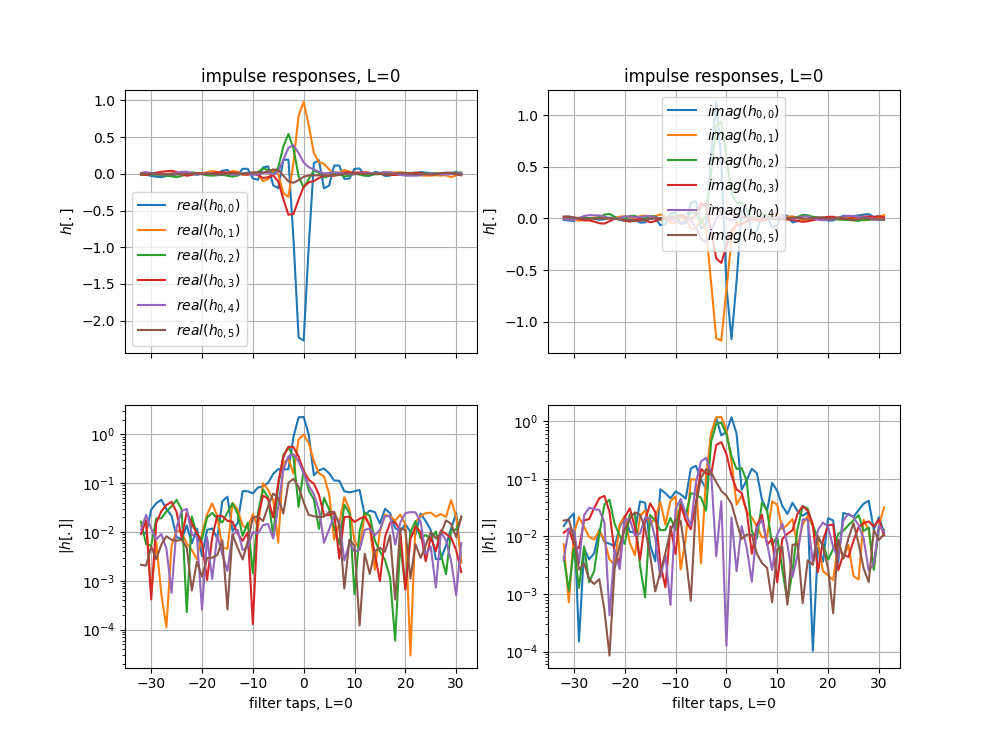 impulse responses, L=0
impulse responses, L=0
1.0
0.5
0.0
−0.5
−1.0
−1.5
−2.0
h[.]
real(h0,0)
real(h0,1)
real(h0,2)
real(h0,3)
real(h0,4)
real(h0,5)
1.0
0.5
0.0
−0.5
−1.0
h[.]
imag(h0,0)
imag(h0,1)
imag(h0,2)
imag(h0,3)
imag(h0,4)
imag(h0,5)
10^0
10^−1
10^−2
10^−3
10^−4
|h[.]|
−30 −20 −10 0 10 20 30
filter taps, L=0
10^0
10^−1
10^−2
10^−3
10^−4
|h[.]|
−30 −20 −10 0 10 20 30
filter taps, L=0